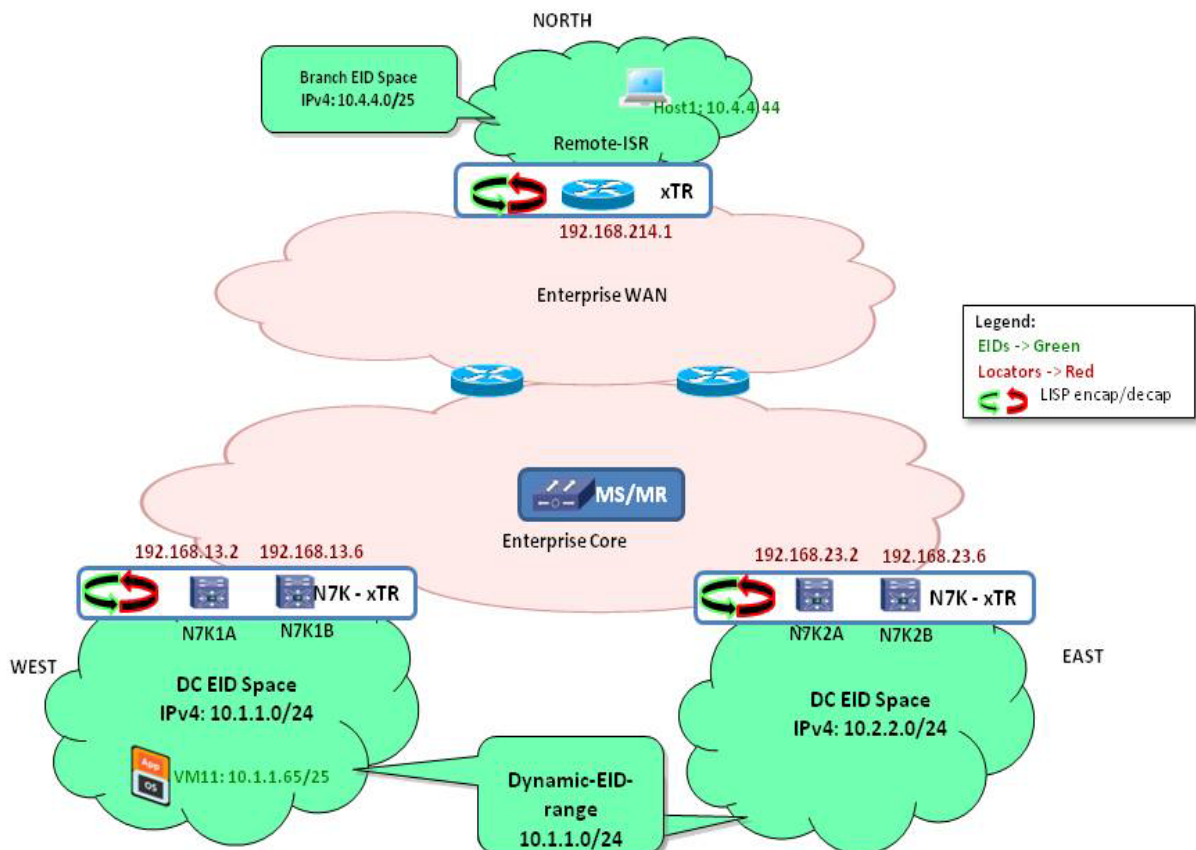 NORTH
Branch EID Space
IPv4: 10.4.4.0/25
Host1: 10.4.4.44
Remote-ISR
xTR
192.168.214.1
Enterprise WAN
Legend:
EIDs -> Green
Locators -> Red
LISP encap/decap
MS/MR
Enterprise Core
192.168.13.2
192.168.13.6
192.168.23.2
192.168.23.6
N7K - xTR
N7K - xTR
N7K1A
N7K1B
N7K2A
N7K2B
WEST
EAST
DC EID Space
IPv4: 10.1.1.0/24
DC EID Space
IPv4: 10.2.2.0/24
App
OS
VM11: 10.1.1.65/25
Dynamic-EID-
range
10.1.1.0/24